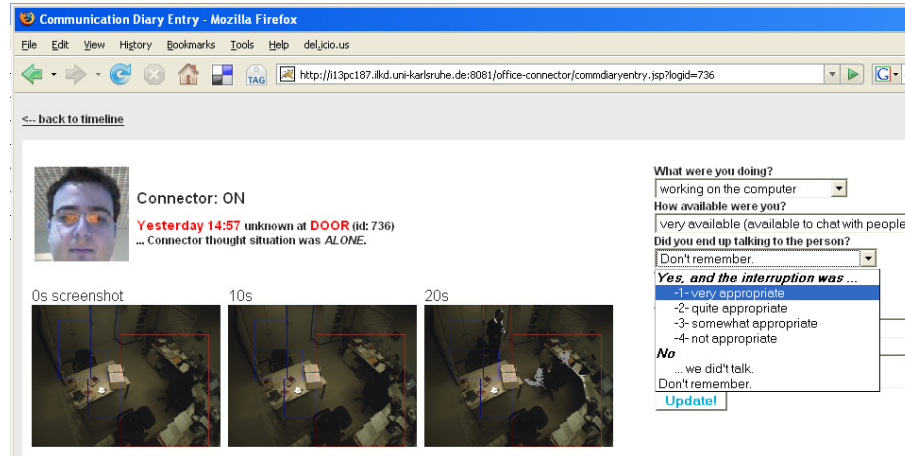 Communication Diary Entry - Mozilla Firefox
File Edit View History Bookmarks Tools Help del.icio.us
TAG http://i13pc187.ilkd.uni-karlsruhe.de:8081/office-connector/commdiaryentry.jsp?logid=736 G
<-- back to timeline
Connector: ON
Yesterday 14:57 unknown at DOOR (id: 736)
... Connector thought situation was ALONE.
0s screenshot 10s 20s
What were you doing?
working on the computer
How available were you?
very available (available to chat with people
Did you end up talking to the person?
Don't remember.
Yes, and the interruption was ...
-1- very appropriate
-2- quite appropriate
-3- somewhat appropriate
-4- not appropriate
No
... we did't talk.
Don't remember.
Update!